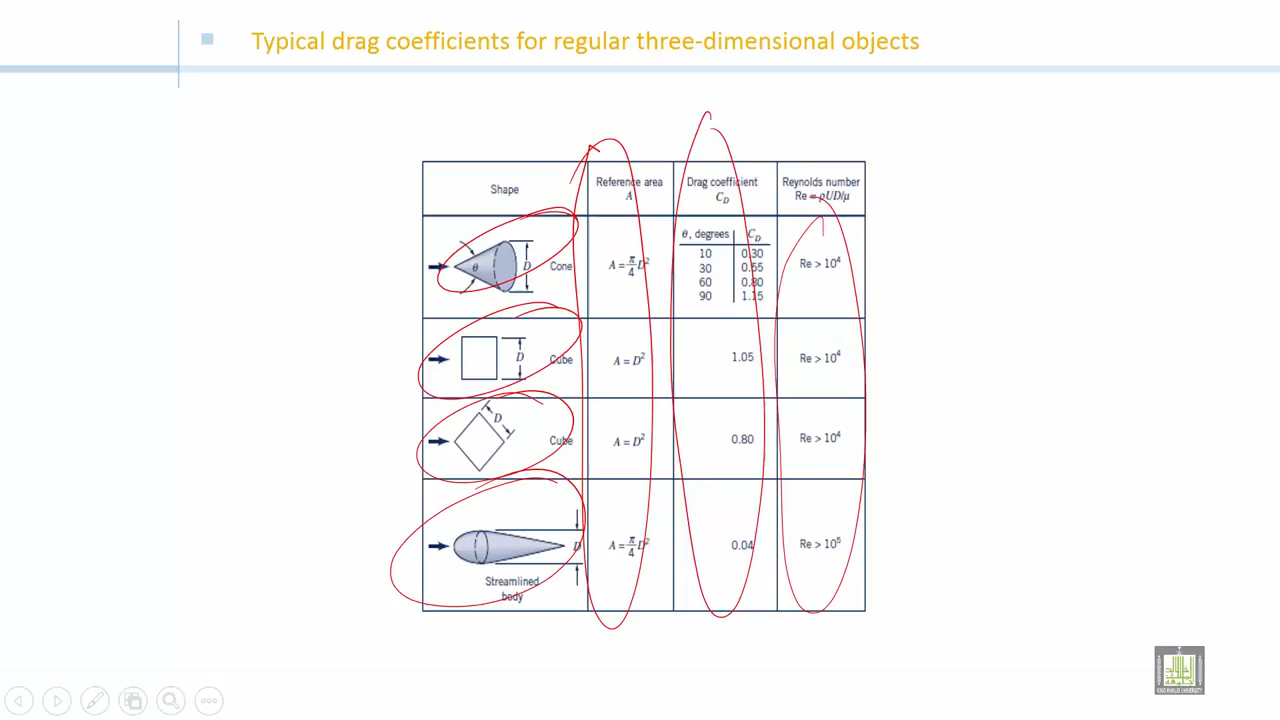 Typical drag coefficients for regular three-dimensional objects
Shape
Reference area
A
Drag coefficient
C_D
Reynolds number
Re = ρUD/μ
θ
D
Cone
A = π/4 D²
θ, degrees C_D
10 0.30
30 0.55
60 0.80
90 1.15
Re > 10⁴
D
Cube
A = D²
1.05
Re > 10⁴
D
Cube
A = D²
0.80
Re > 10⁴
D
Streamlined
body
A = π/4 D²
0.04
Re > 10⁵
KING KHALID UNIVERSITY